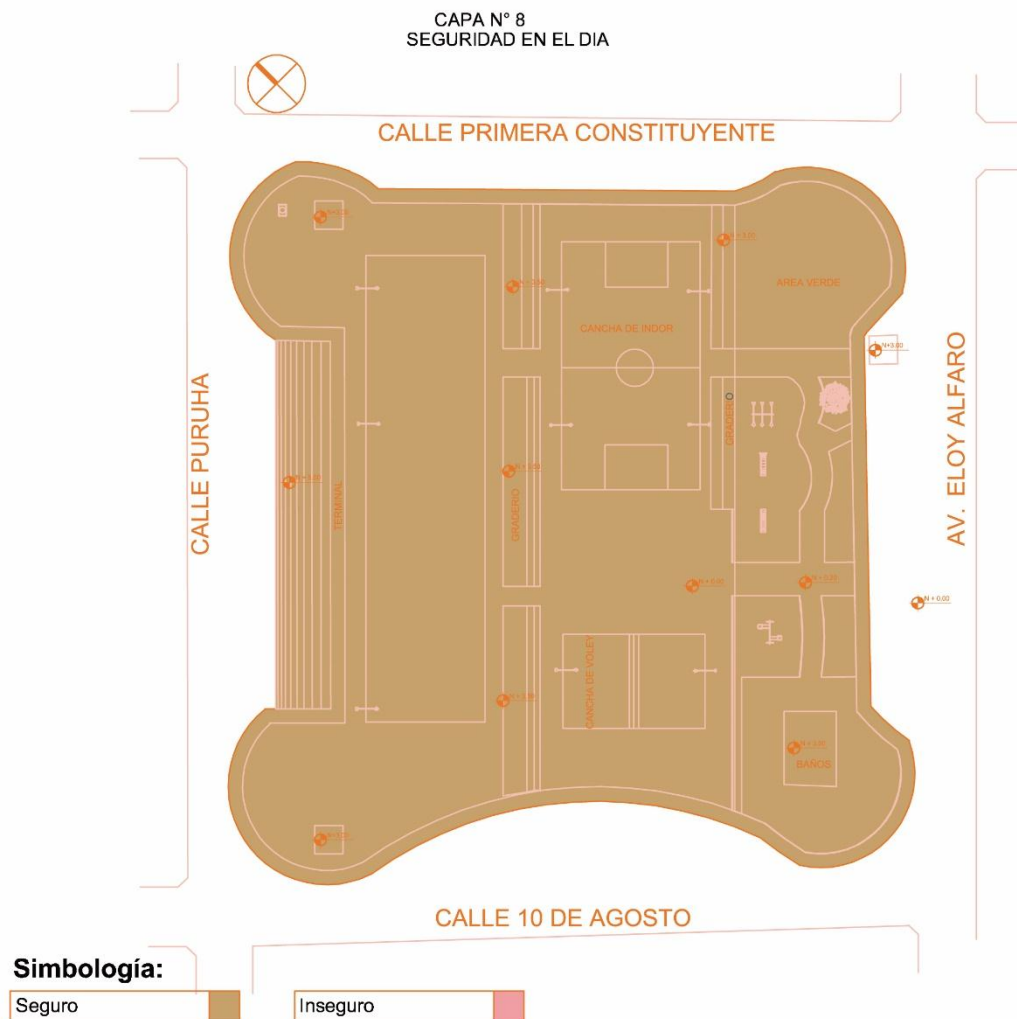 CAPA N° 8
SEGURIDAD EN EL DIA
CALLE PRIMERA CONSTITUYENTE
AREA VERDE
CANCHA DE INDOR
N+3.00
CALLE PURUHA
AV. ELOY ALFARO
GRADERIO
TERMINAL
GRADERIO
N + 0.00
CANCHA DE VOLEY
BAÑOS
CALLE 10 DE AGOSTO
Simbología:
Seguro
Inseguro